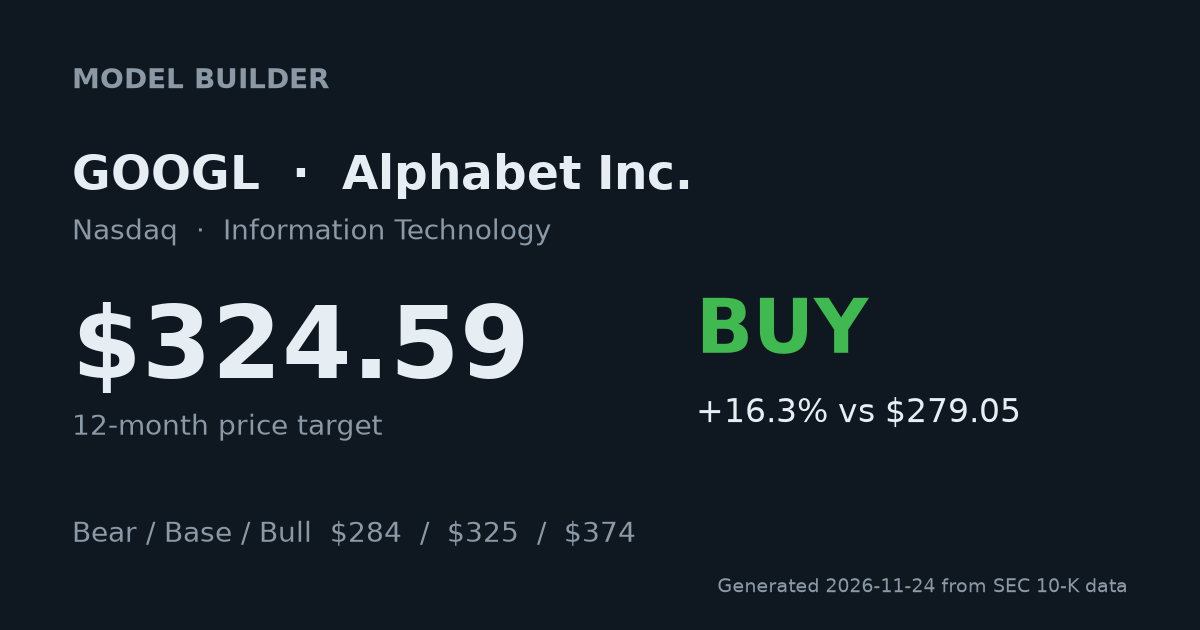 MODEL BUILDER
GOOGL · Alphabet Inc.
Nasdaq · Information Technology
$324.59
BUY
+16.3% vs $279.05
12-month price target
Bear / Base / Bull $284 / $325 / $374
Generated 2026-11-24 from SEC 10-K data